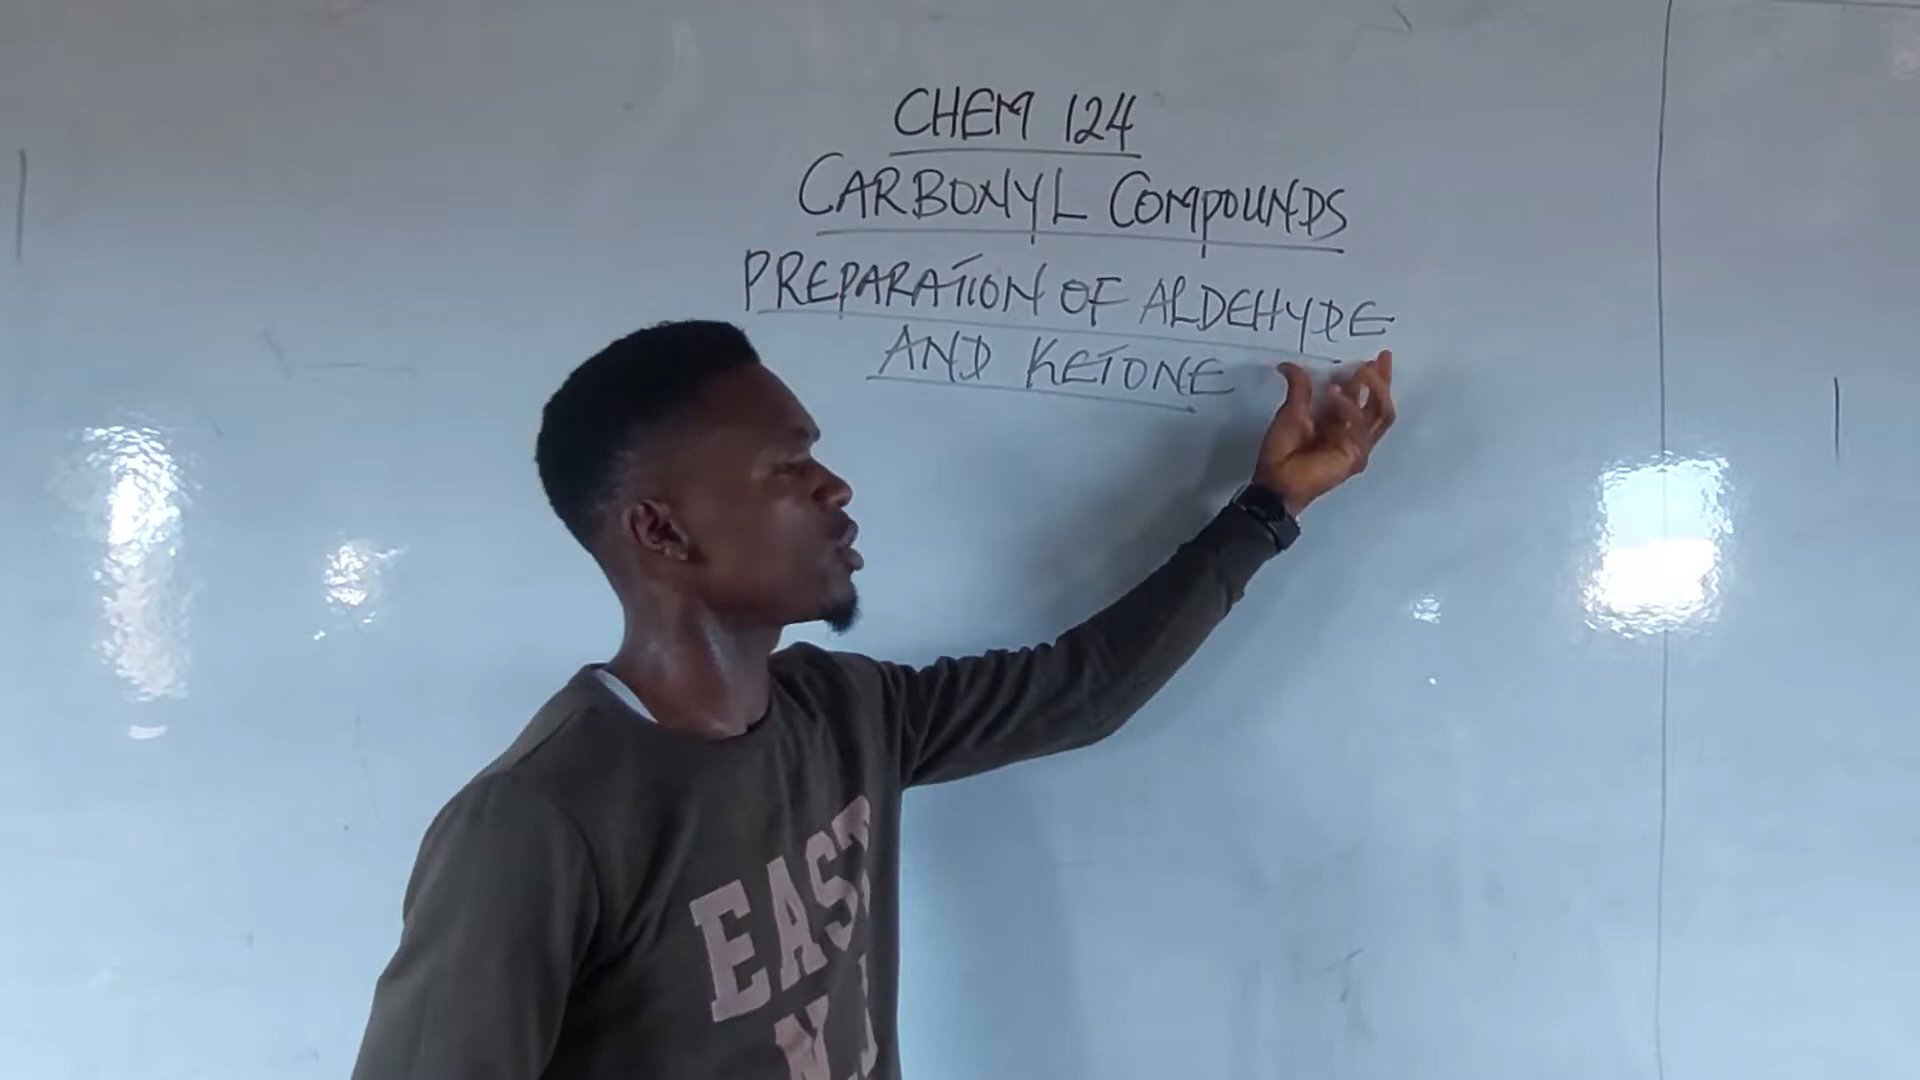 CHEM 124
CARBONYL COMPOUNDS
PREPARATION OF ALDEHYDE
AND KETONE
EAST